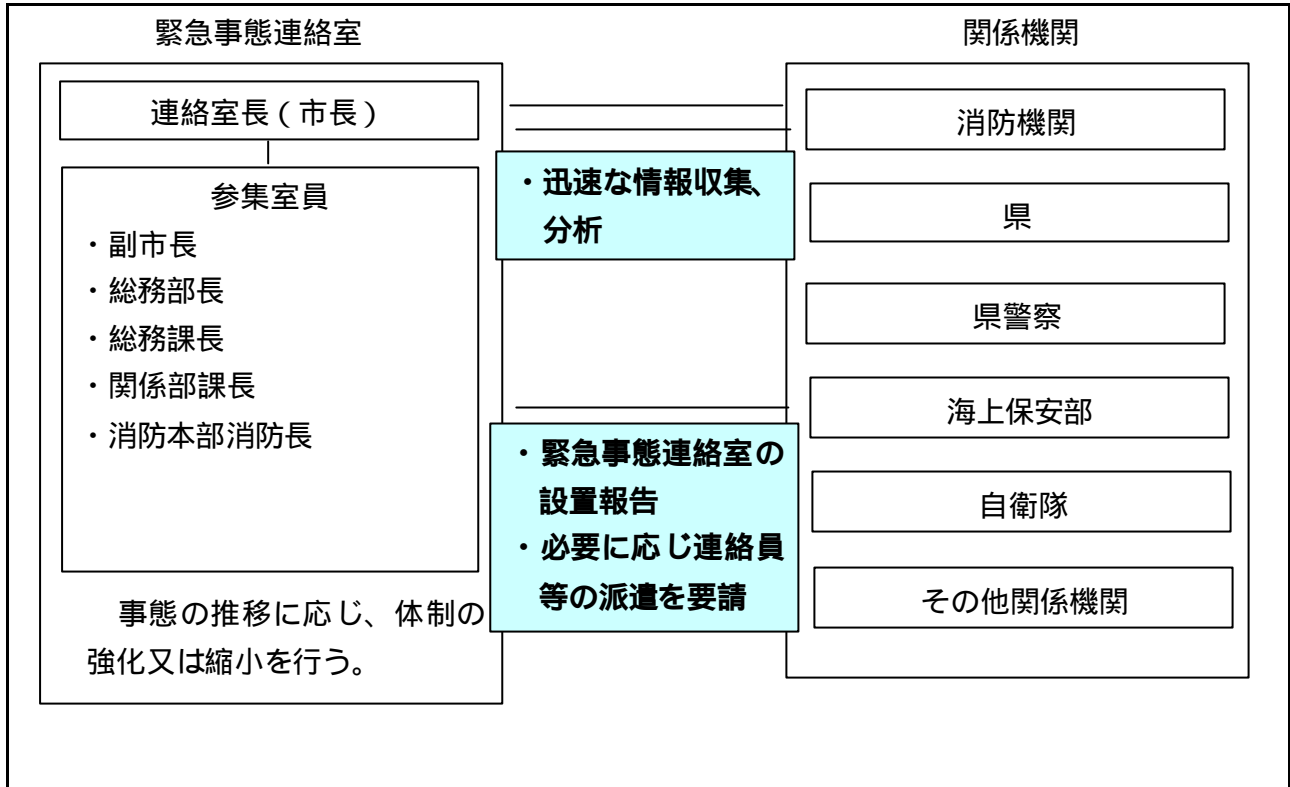 緊急事態連絡室
連絡室長（市長）
参集室員
・副市長
・総務部長
・総務課長
・関係部課長
・消防本部消防長
事態の推移に応じ、体制の
強化又は縮小を行う。
・迅速な情報収集、
分析
・緊急事態連絡室の
設置報告
・必要に応じ連絡員
等の派遣を要請
関係機関
消防機関
県
県警察
海上保安部
自衛隊
その他関係機関